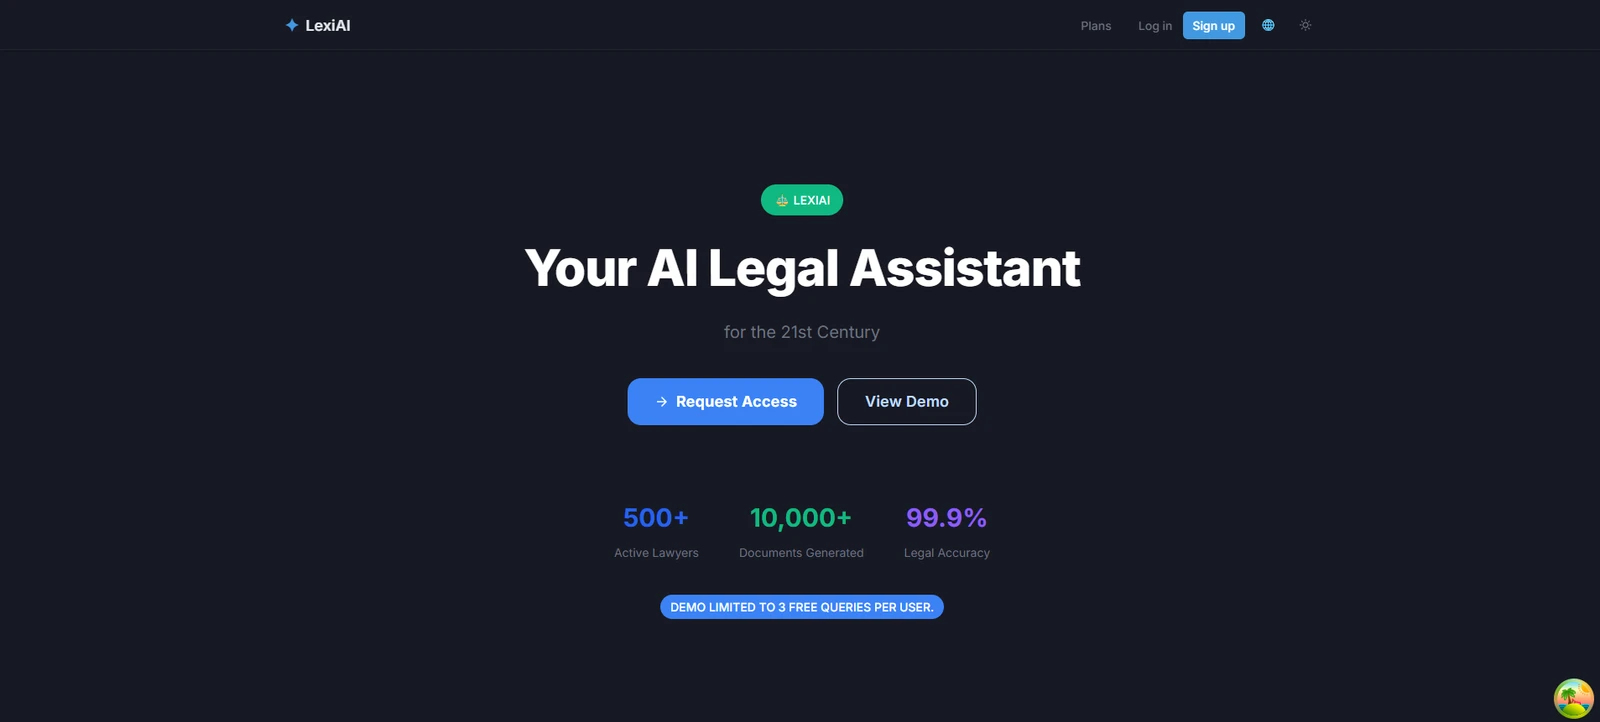 LexiAI
Plans
Log in
Sign up
LEXIAI
Your AI Legal Assistant
for the 21st Century
→ Request Access
View Demo
500+
Active Lawyers
10,000+
Documents Generated
99.9%
Legal Accuracy
DEMO LIMITED TO 3 FREE QUERIES PER USER.